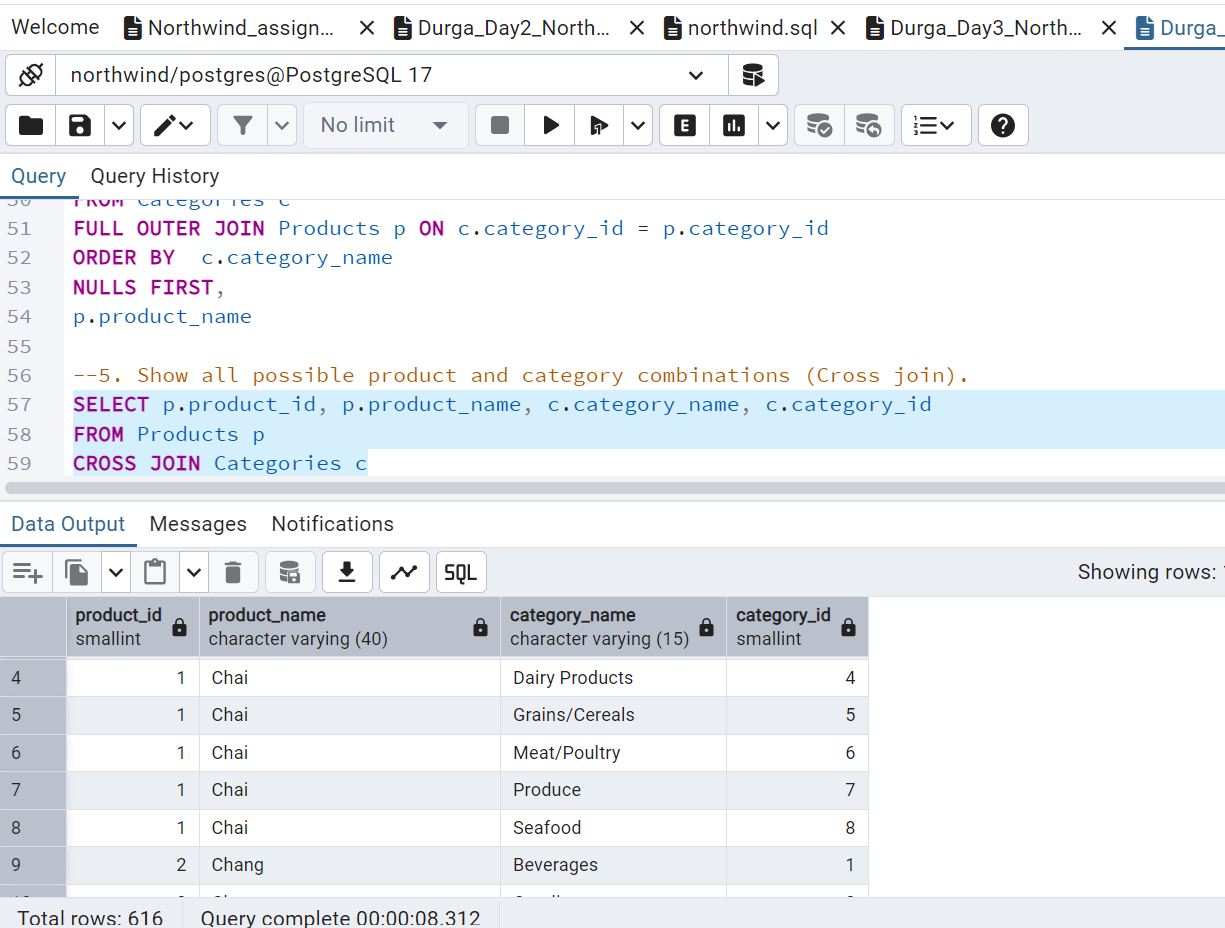 Welcome Northwind_assign... Durga_Day2_North... northwind.sql Durga_Day3_North... Durga_
northwind/postgres@PostgreSQL 17
No limit E
Query Query History
50 FROM Categories c
51 FULL OUTER JOIN Products p ON c.category_id = p.category_id
52 ORDER BY  c.category_name
53 NULLS FIRST,
54 p.product_name
55
56 --5. Show all possible product and category combinations (Cross join).
57 SELECT p.product_id, p.product_name, c.category_name, c.category_id
58 FROM Products p
59 CROSS JOIN Categories c
Data Output Messages Notifications
SQL Showing rows:
product_id product_name category_name category_id
smallint character varying (40) character varying (15) smallint
4 1 Chai Dairy Products 4
5 1 Chai Grains/Cereals 5
6 1 Chai Meat/Poultry 6
7 1 Chai Produce 7
8 1 Chai Seafood 8
9 2 Chang Beverages 1
Total rows: 616 Query complete 00:00:08.312